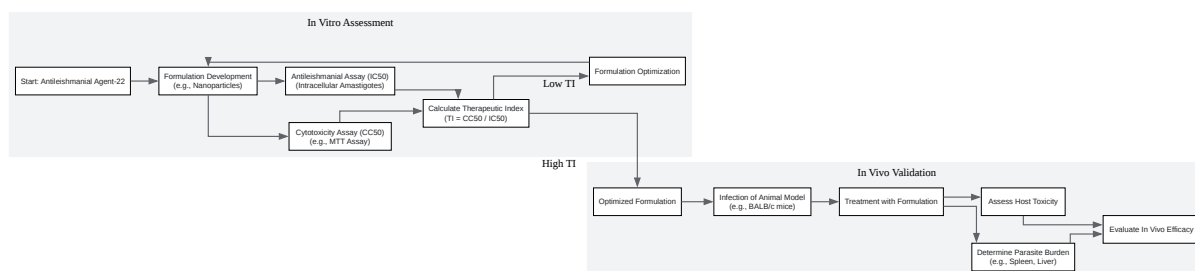 In Vitro Assessment
Start: Antileishmanial Agent-22
Formulation Development
(e.g., Nanoparticles)
Antileishmanial Assay (IC50)
(Intracellular Amastigotes)
Cytotoxicity Assay (CC50)
(e.g., MTT Assay)
Calculate Therapeutic Index
(TI = CC50 / IC50)
Low TI
Formulation Optimization
High TI
In Vivo Validation
Optimized Formulation
Infection of Animal Model
(e.g., BALB/c mice)
Treatment with Formulation
Assess Host Toxicity
Determine Parasite Burden
(e.g., Spleen, Liver)
Evaluate In Vivo Efficacy